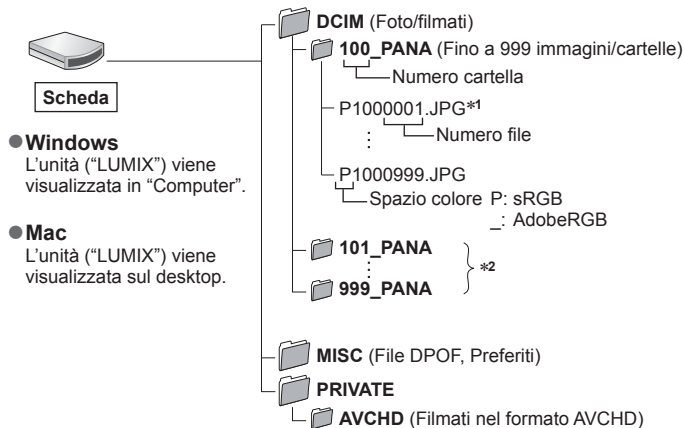 DCIM (Foto/filmati)
100_PANA (Fino a 999 immagini/cartelle)
Numero cartella
Scheda
P1000001.JPG*1
Numero file
●Windows
L'unità ("LUMIX") viene
visualizzata in "Computer".
P1000999.JPG
Spazio colore P: sRGB
_: AdobeRGB
●Mac
L'unità ("LUMIX") viene
visualizzata sul desktop.
101_PANA
*2
999_PANA
MISC (File DPOF, Preferiti)
PRIVATE
AVCHD (Filmati nel formato AVCHD)